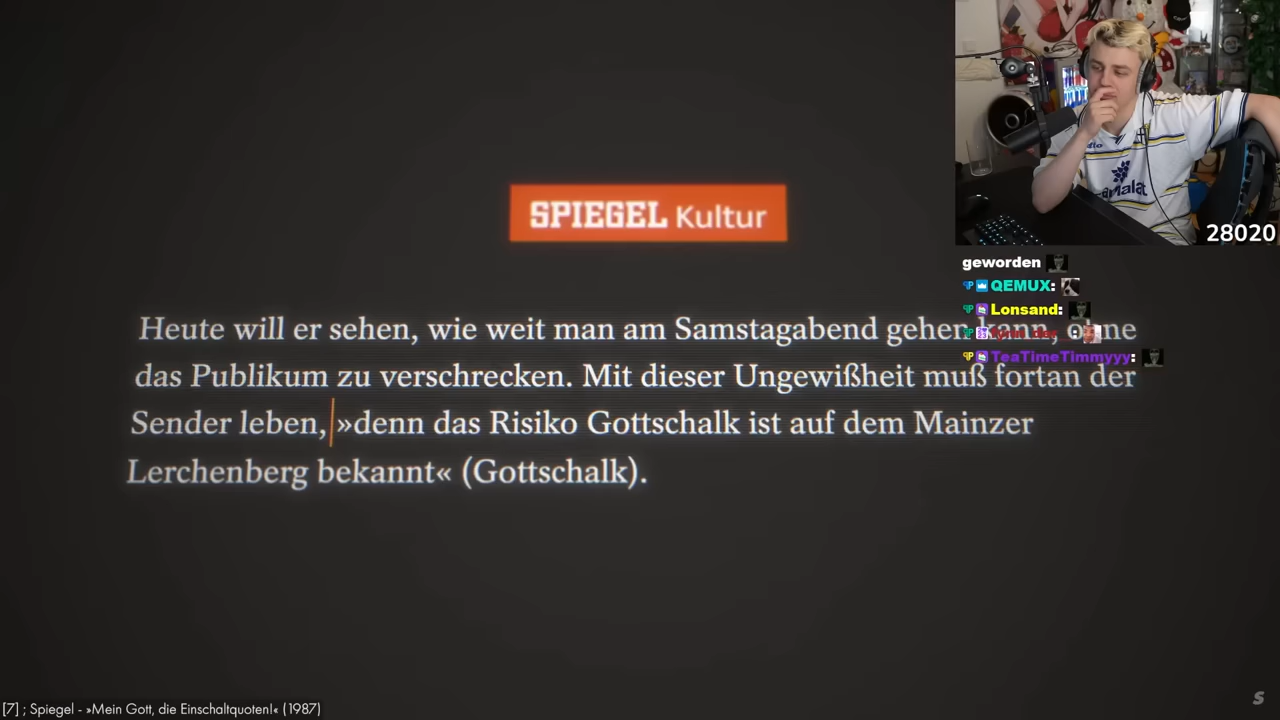 SPIEGEL Kultur
Heute will er sehen, wie weit man am Samstagabend gehen kann, ohne
das Publikum zu verschrecken. Mit dieser Ungewißheit muß fortan der
Sender leben, »denn das Risiko Gottschalk ist auf dem Mainzer
Lerchenberg bekannt« (Gottschalk).
28020
geworden
QEMUX:
Lonsand:
TeaTimeTimmyyy:
[7] ; Spiegel - »Mein Gott, die Einschaltquoten!« (1987)
S